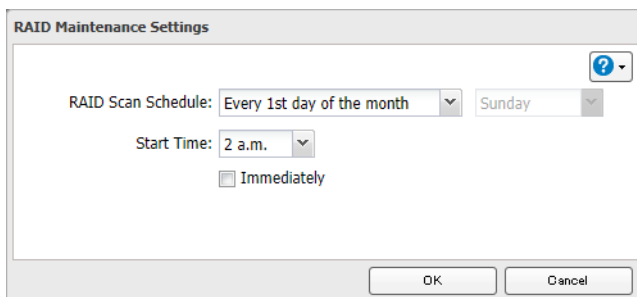 RAID Maintenance Settings
?
RAID Scan Schedule: Every 1st day of the month Sunday
Start Time: 2 a.m.
Immediately
OK Cancel